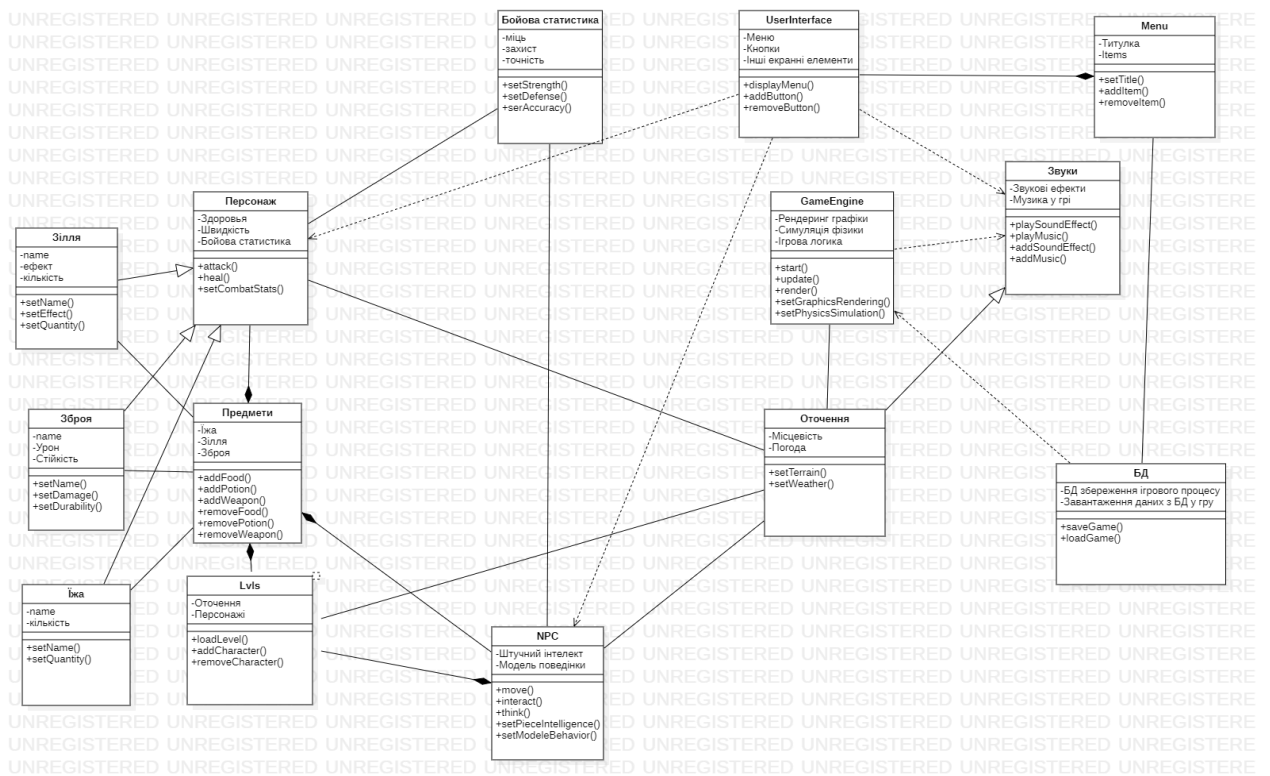 Бойова статистика
-міць
-захист
-точність
+setStrength()
+setDefense()
+serAccuracy()
UserInterface
-Меню
-Кнопки
-Інші екранні елементи
+displayMenu()
+addButton()
+removeButton()
Menu
-Титулка
-Items
+setTitle()
+addItem()
+removeItem()
Звуки
-Звукові ефекти
-Музика у грі
+playSoundEffect()
+playMusic()
+addSoundEffect()
+addMusic()
Персонаж
-Здоровья
-Швидкість
-Бойова статистика
+attack()
+heal()
+setCombatStats()
GameEngine
-Рендеринг графіки
-Симуляція фізики
-Ігрова логика
+start()
+update()
+render()
+setGraphicsRendering()
+setPhysicsSimulation()
Зілля
-name
-ефект
-кількість
+setName()
+setEffect()
+setQuantity()
Зброя
-name
-Урон
-Стійкість
+setName()
+setDamage()
+setDurability()
Предмети
-Їжа
-Зілля
-Зброя
+addFood()
+addPotion()
+addWeapon()
+removeFood()
+removePotion()
+removeWeapon()
Оточення
-Місцевість
-Погода
+setTerrain()
+setWeather()
БД
-БД збереження ігрового процесу
-Завантаження даних з БД у гру
+saveGame()
+loadGame()
Їжа
-name
-кількість
+setName()
+setQuantity()
Lvls
-Оточення
-Персонажі
+loadLevel()
+addCharacter()
+removeCharacter()
NPC
-Штучний інтелект
-Модель поведінки
+move()
+interact()
+think()
+setPieceIntelligence()
+setModeleBehavior()
UNREGISTERED